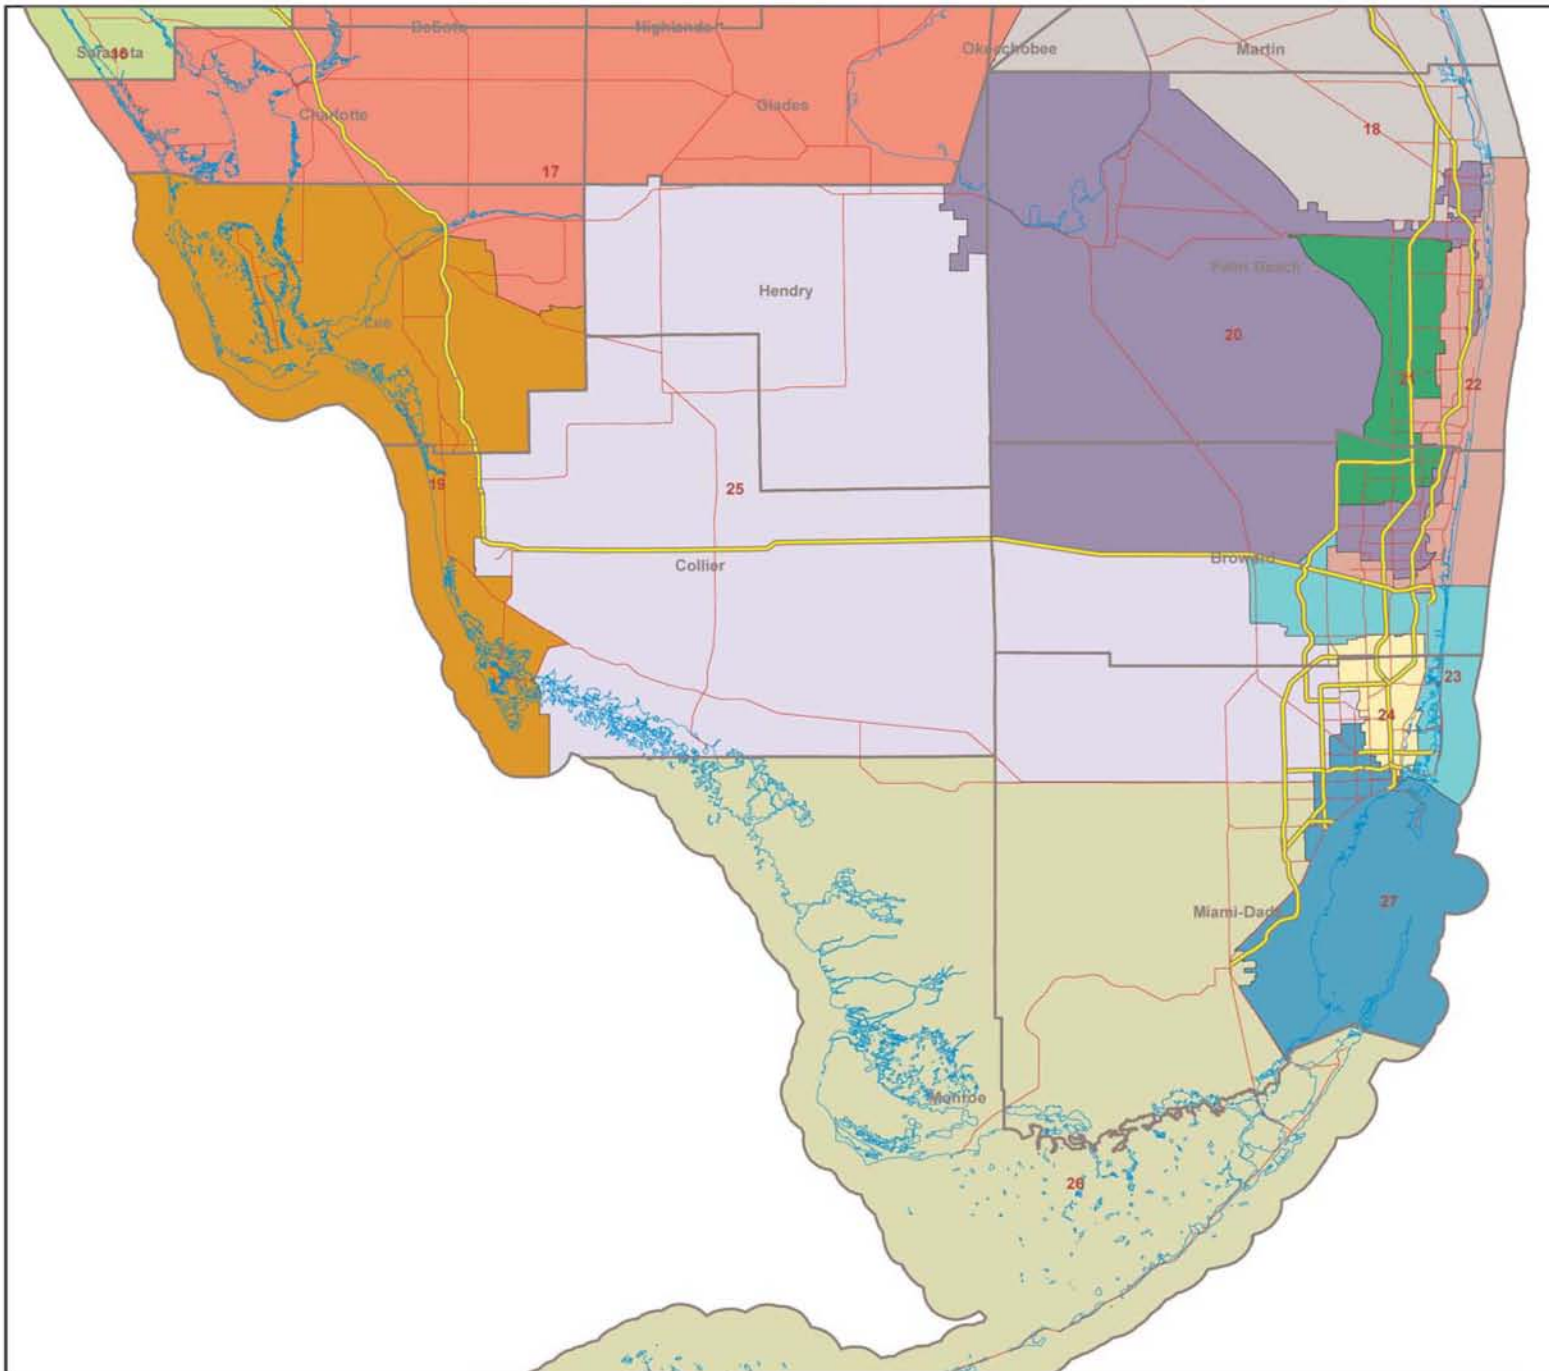 DeSoto
Highlands
Okeechobee
Martin
Sarasota
16
Glades
Charlotte
18
17
Palm Beach
Hendry
Lee
20
21
22
19
25
Broward
Collier
23
24
27
Miami-Dade
Monroe
26